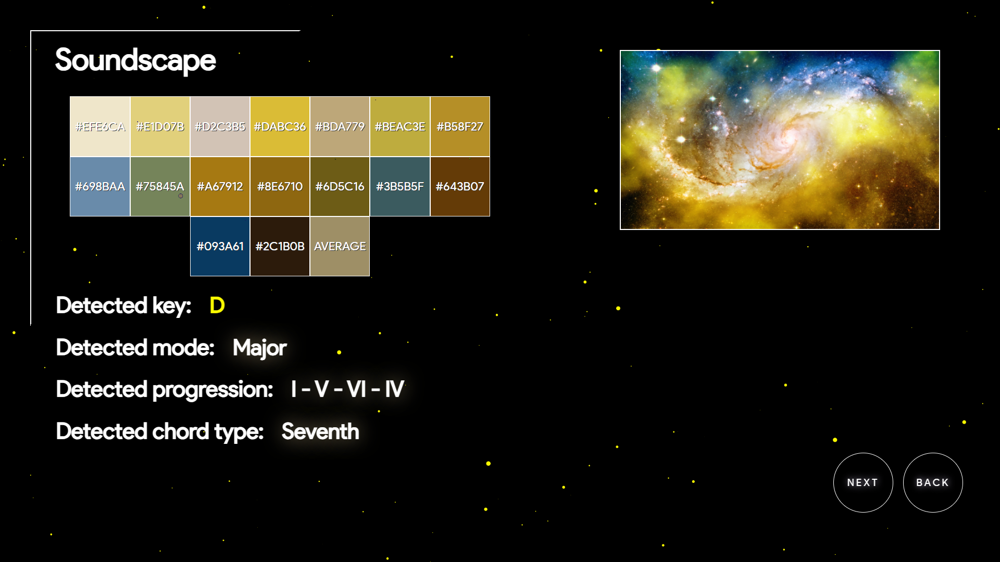 Soundscape
#EFE6CA #E1D07B #D2C3B5 #DABC36 #BDA779 #BEAC3E #B58F27
#698BAA #75845A #A67912 #8E6710 #6D5C16 #3B5B5F #643B07
#093A61 #2C1B0B AVERAGE
Detected key: D
Detected mode: Major
Detected progression: I - V - VI - IV
Detected chord type: Seventh
NEXT BACK